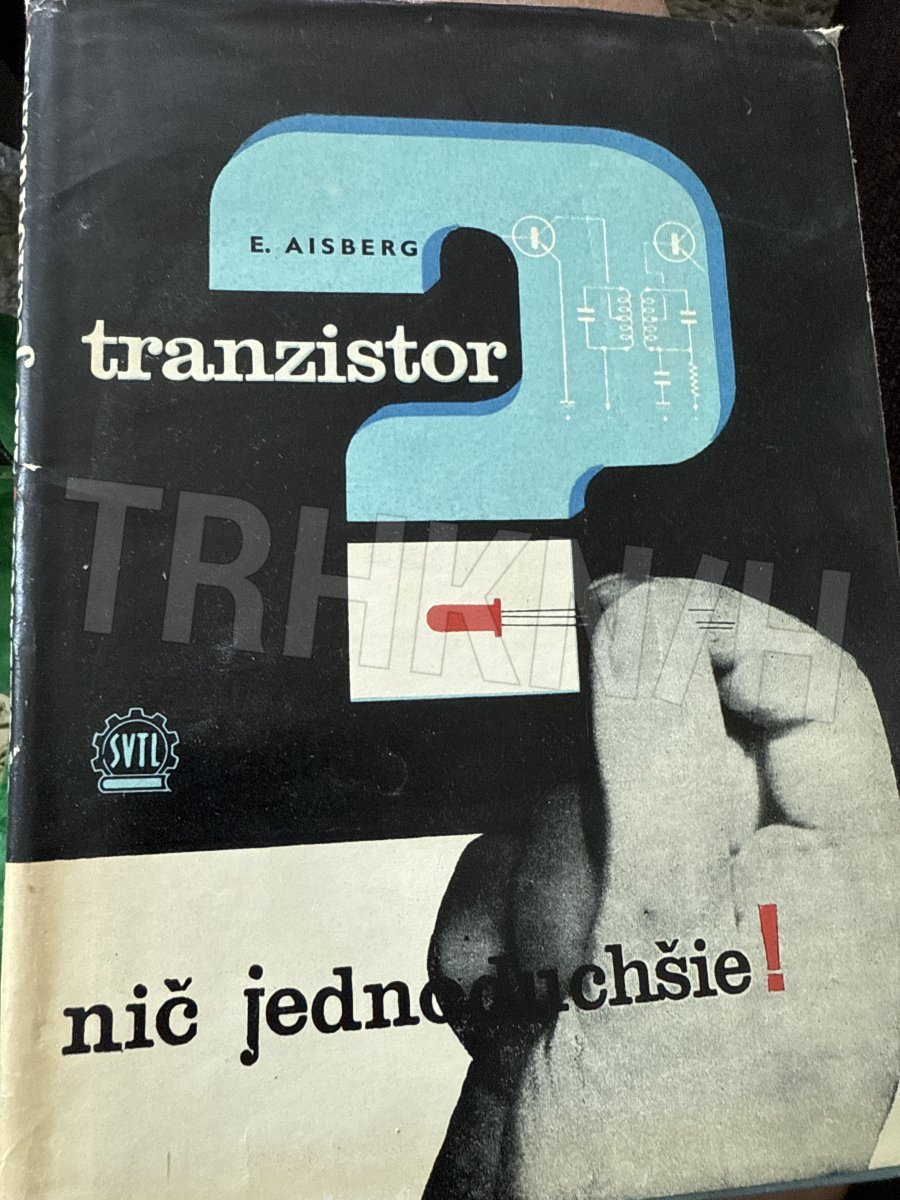 E. AISBERG
tranzistor
TRHKNIH
SVTL
nič jednoduchšie!